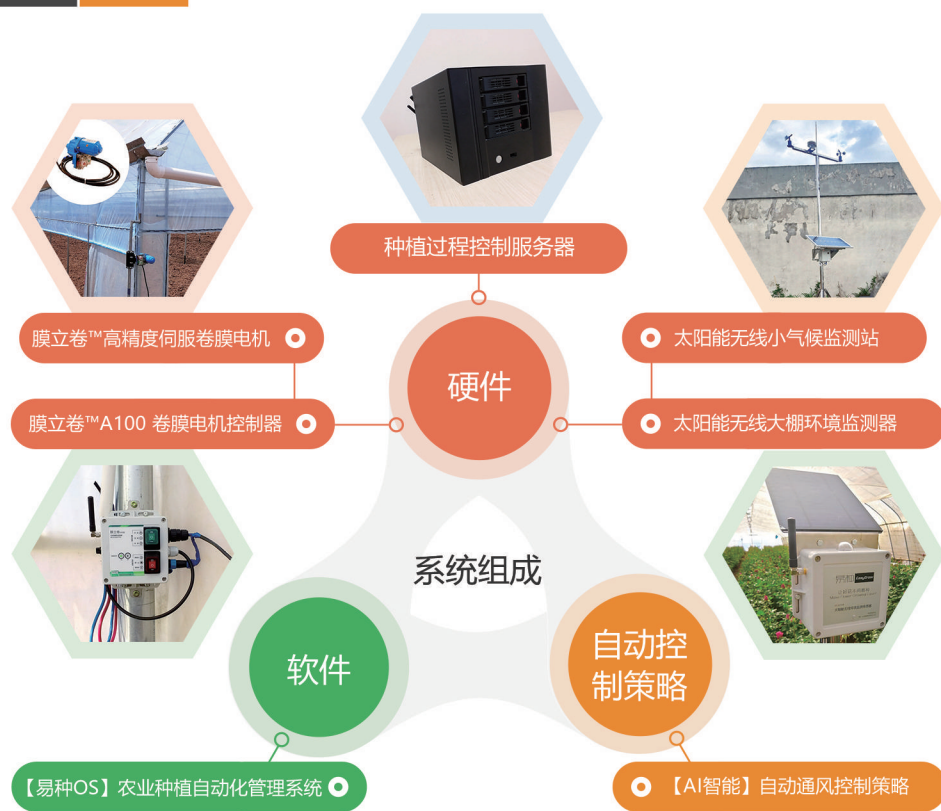 种植过程控制服务器
膜立卷™高精度伺服卷膜电机
太阳能无线小气候监测站
硬件
膜立卷™A100 卷膜电机控制器
太阳能无线大棚环境监测器
系统组成
软件
自动控
制策略
【易种OS】农业种植自动化管理系统
【AI智能】自动通风控制策略